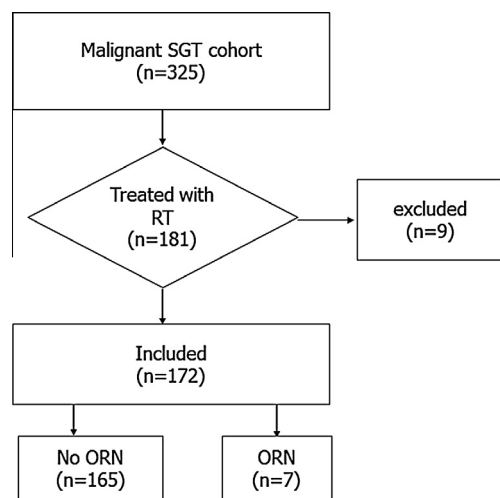 Malignant SGT cohort
(n=325)
Treated with
RT
(n=181)
excluded
(n=9)
Included
(n=172)
No ORN
(n=165)
ORN
(n=7)